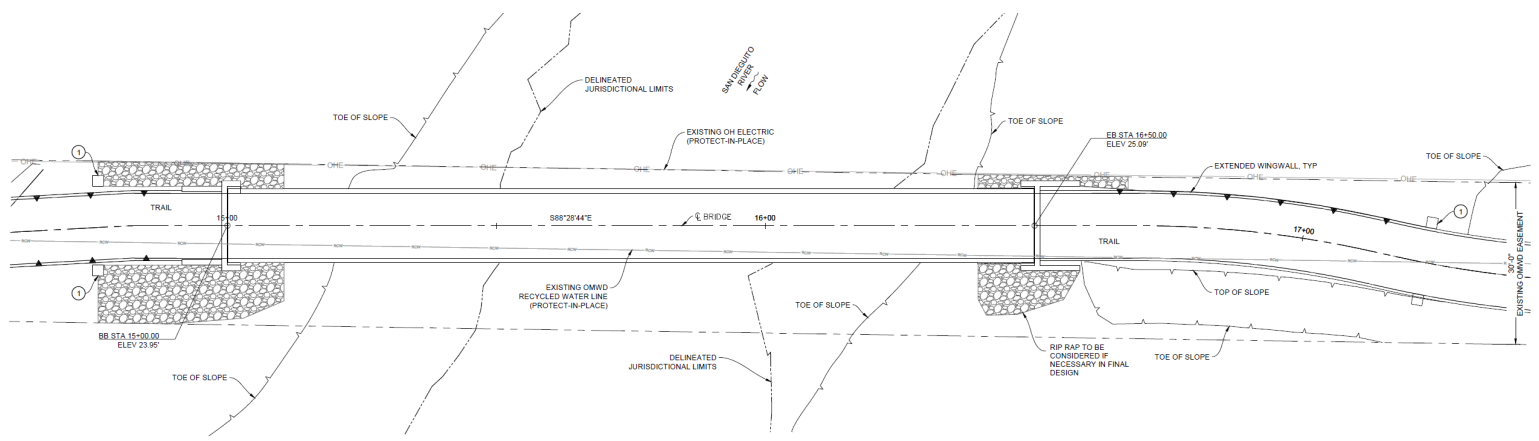 DELINEATED
JURISDICTIONAL LIMITS
SAN DIEGUITO
RIVER
FLOW
TOE OF SLOPE
EXISTING OH ELECTRIC
(PROTECT-IN-PLACE)
TOE OF SLOPE
EB STA 16+50.00
ELEV 25.09'
1
OHE
OHE
OHE
OHE
OHE
OHE
OHE
OHE
OHE
OHE
EXTENDED WINGWALL, TYP
TOE OF SLOPE
TRAIL
15+00
S88°28'44"E
℄ BRIDGE
16+00
TRAIL
17+00
1
30'-0"
EXISTING OMWD EASEMENT
1
EXISTING OMWD
RECYCLED WATER LINE
(PROTECT-IN-PLACE)
TOP OF SLOPE
TOE OF SLOPE
BB STA 15+00.00
ELEV 23.95'
RIP RAP TO BE
CONSIDERED IF
NECESSARY IN FINAL
DESIGN
TOE OF SLOPE
DELINEATED
JURISDICTIONAL LIMITS
TOE OF SLOPE